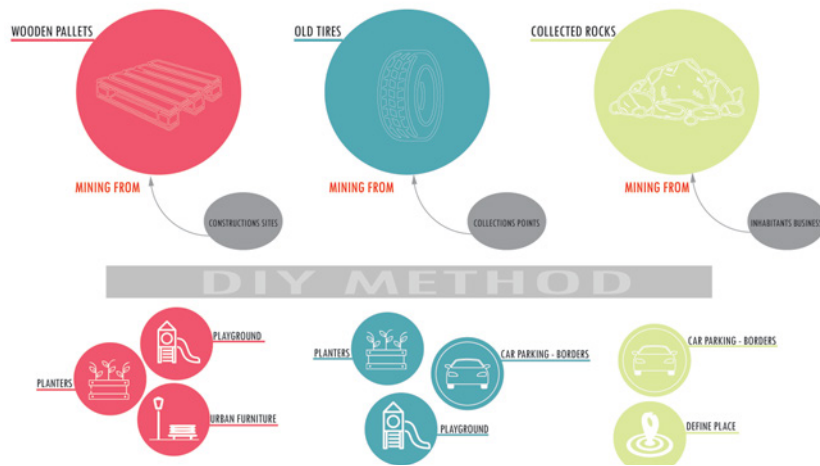 WOODEN PALLETS
OLD TIRES
COLLECTED ROCKS
MINING FROM
MINING FROM
MINING FROM
CONSTRUCTIONS SITES
COLLECTIONS POINTS
INHABITANTS BUSINESS
DIY METHOD
PLAYGROUND
PLANTERS
URBAN FURNITURE
PLANTERS
CAR PARKING - BORDERS
PLAYGROUND
CAR PARKING - BORDERS
DEFINE PLACE